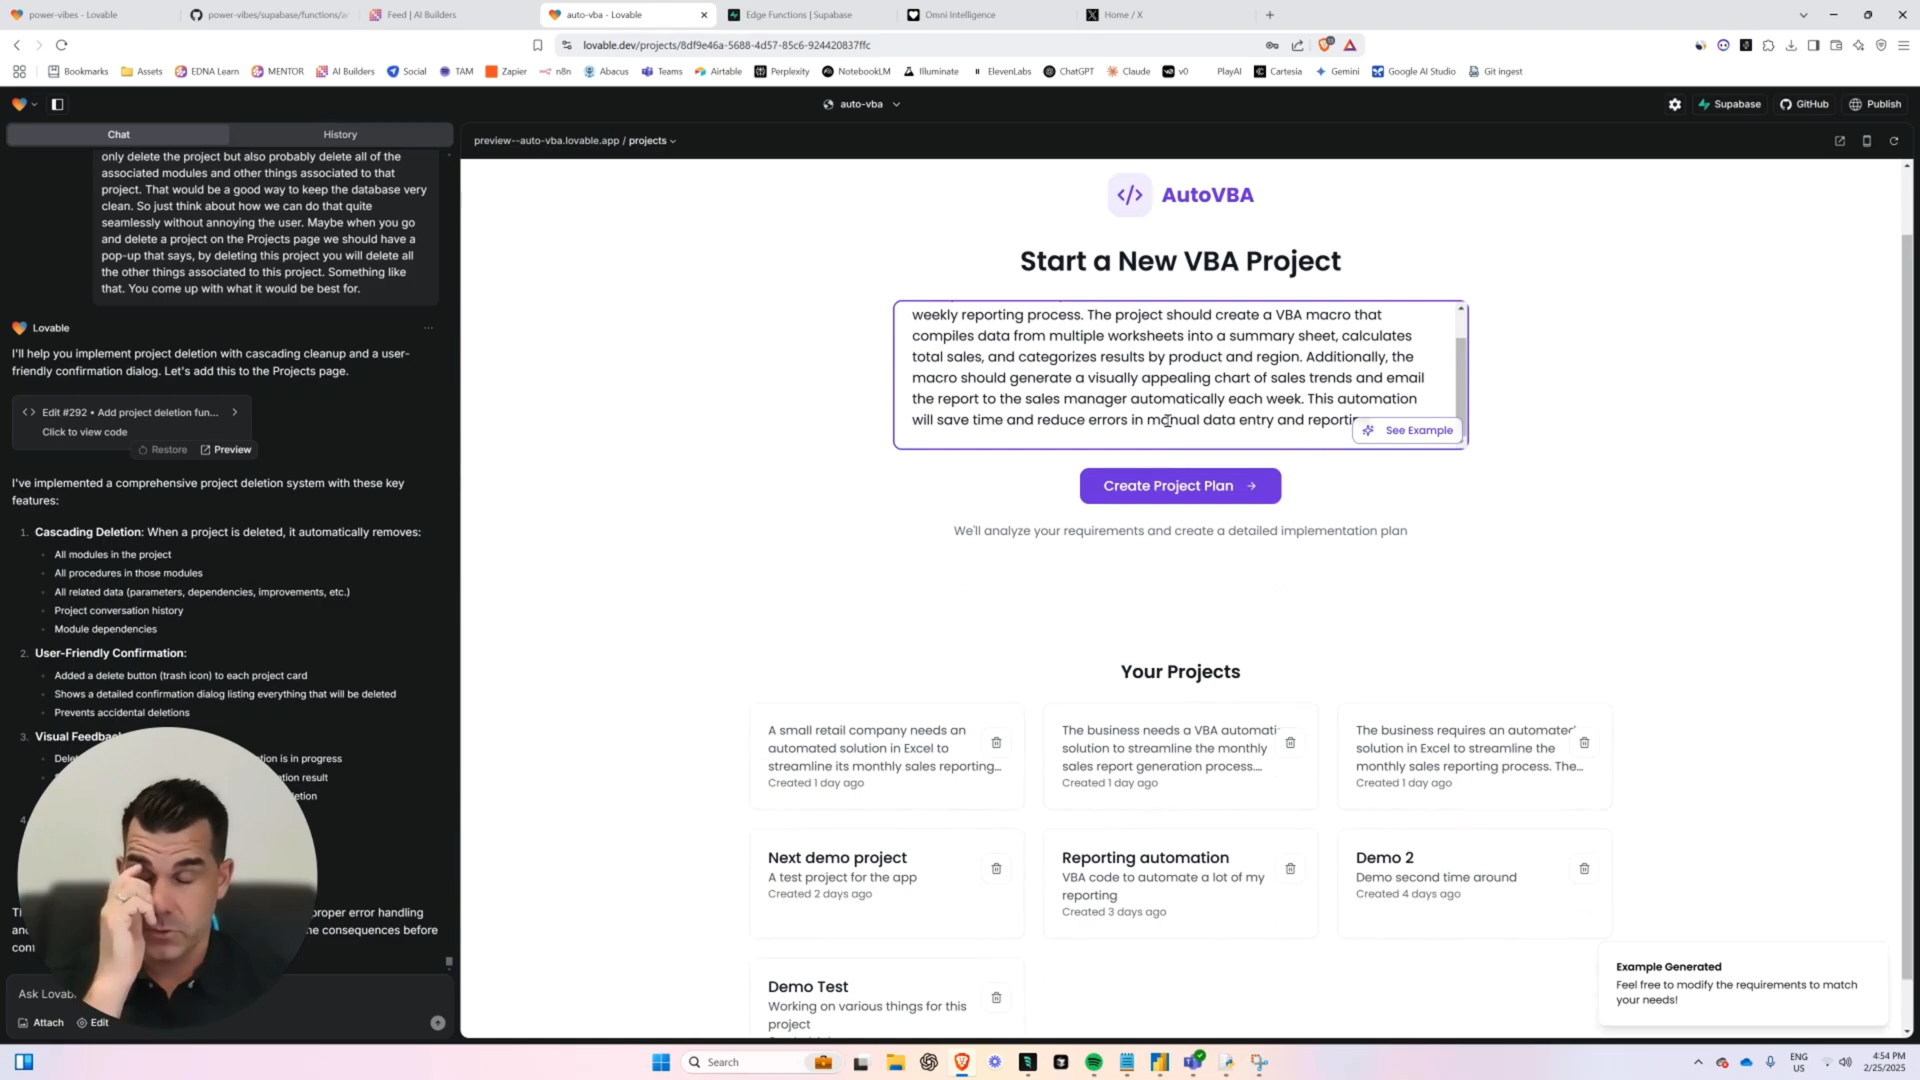 power-vibes - Lovable
power-vibes/supabase/functions/a
Feed | AI Builders
auto-vba - Lovable
Edge Functions | Supabase
Omni Intelligence
Home / X
lovable.dev/projects/8df9e46a-5688-4d57-85c6-924420837ffc
Bookmarks
Assets
EDNA Learn
MENTOR
AI Builders
Social
TAM
Zapier
n8n
Abacus
Teams
Airtable
Perplexity
NotebookLM
Illuminate
ElevenLabs
ChatGPT
Claude
v0
PlayAI
Cartesia
Gemini
Google AI Studio
Git ingest
auto-vba
Supabase
GitHub
Publish
Chat
History
preview--auto-vba.lovable.app / projects
only delete the project but also probably delete all of the
associated modules and other things associated to that
project. That would be a good way to keep the database very
clean. So just think about how we can do that quite
seamlessly without annoying the user. Maybe when you go
and delete a project on the Projects page we should have a
pop-up that says, by deleting this project you will delete all
the other things associated to this project. Something like
that. You come up with what it would be best for.
Lovable
I'll help you implement project deletion with cascading cleanup and a user-
friendly confirmation dialog. Let's add this to the Projects page.
Edit #292 • Add project deletion fun...
Click to view code
Restore
Preview
I've implemented a comprehensive project deletion system with these key
features:
1. Cascading Deletion: When a project is deleted, it automatically removes:
All modules in the project
All procedures in those modules
All related data (parameters, dependencies, improvements, etc.)
Project conversation history
Module dependencies
2. User-Friendly Confirmation:
Added a delete button (trash icon) to each project card
Shows a detailed confirmation dialog listing everything that will be deleted
Prevents accidental deletions
3. Visual Feedba
Dele
tion is in progress
tion result
etion
4.
proper error handling
ne consequences before
Ask Lovab
Attach
Edit
AutoVBA
Start a New VBA Project
weekly reporting process. The project should create a VBA macro that
compiles data from multiple worksheets into a summary sheet, calculates
total sales, and categorizes results by product and region. Additionally, the
macro should generate a visually appealing chart of sales trends and email
the report to the sales manager automatically each week. This automation
will save time and reduce errors in manual data entry and reportin
See Example
Create Project Plan
We'll analyze your requirements and create a detailed implementation plan
Your Projects
A small retail company needs an
automated solution in Excel to
streamline its monthly sales reporting...
Created 1 day ago
The business needs a VBA automati
solution to streamline the monthly
sales report generation process....
Created 1 day ago
The business requires an automated
solution in Excel to streamline the
monthly sales reporting process. The...
Created 1 day ago
Next demo project
A test project for the app
Created 2 days ago
Reporting automation
VBA code to automate a lot of my
reporting
Created 3 days ago
Demo 2
Demo second time around
Created 4 days ago
Demo Test
Working on various things for this
project
Example Generated
Feel free to modify the requirements to match
your needs!
Search
ENG
US
4:54 PM
2/25/2025